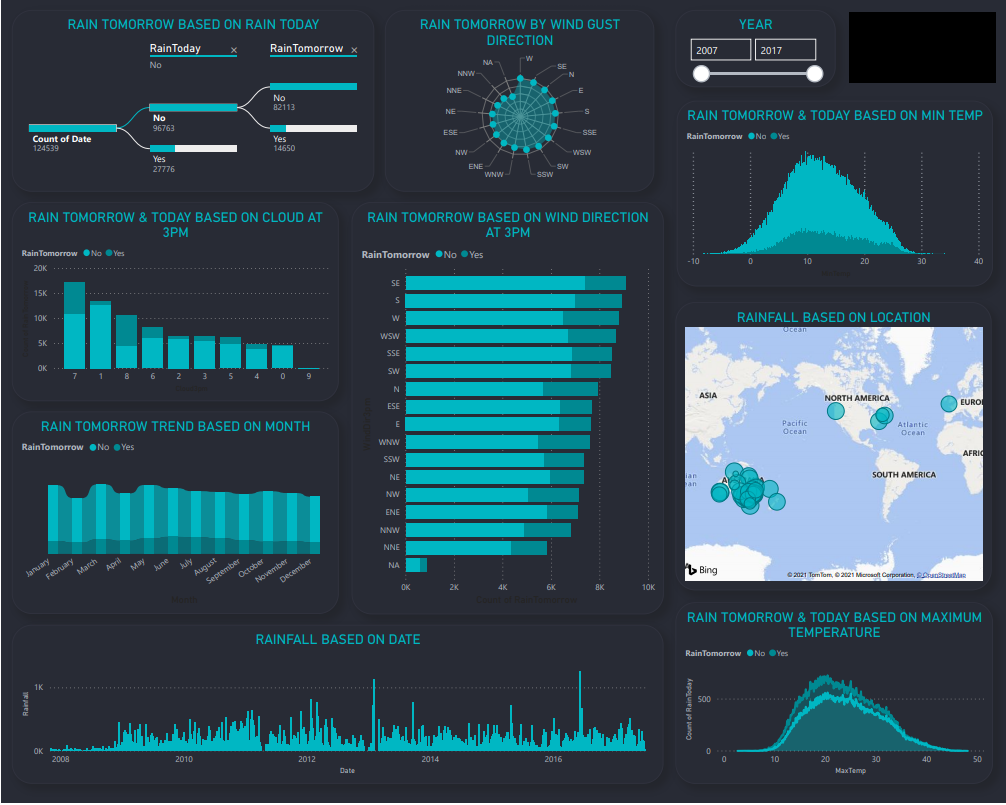 RAIN TOMORROW BASED ON RAIN TODAY
RainToday ×
No
RainTomorrow ×
Count of Date
124539
No
96763
Yes
27776
No
82113
Yes
14650
RAIN TOMORROW BY WIND GUST
DIRECTION
W
SE
N
E
S
SSE
WSW
SW
SSW
WNW
ENE
NW
ESE
NE
NNE
NNW
NA
YEAR
2007
2017
RAIN TOMORROW & TODAY BASED ON MIN TEMP
RainTomorrow No Yes
-10 0 10 20 30 40
RAIN TOMORROW & TODAY BASED ON CLOUD AT
3PM
RainTomorrow No Yes
20K
15K
10K
5K
0K
7 1 8 6 2 3 5 4 0 9
RAIN TOMORROW BASED ON WIND DIRECTION
AT 3PM
RainTomorrow No Yes
SE
S
W
WSW
SSE
SW
N
ESE
E
WNW
SSW
NE
NW
ENE
NNW
NNE
NA
0K 2K 4K 6K 8K 10K
RAINFALL BASED ON LOCATION
Ocean
Ocean
ASIA
NORTH AMERICA
EURO
Pacific
Ocean
Atlantic
Ocean
AFRIC
SOUTH AMERICA
Bing
© 2021 TomTom, © 2021 Microsoft Corporation, © OpenStreetMap
RAIN TOMORROW TREND BASED ON MONTH
RainTomorrow No Yes
January
February
March
April
May
June
July
August
September
October
November
December
RAINFALL BASED ON DATE
Rainfall
1K
0K
2008 2010 2012 2014 2016
Date
RAIN TOMORROW & TODAY BASED ON MAXIMUM
TEMPERATURE
RainTomorrow No Yes
Count of RainToday
500
0
0 10 20 30 40 50
MaxTemp